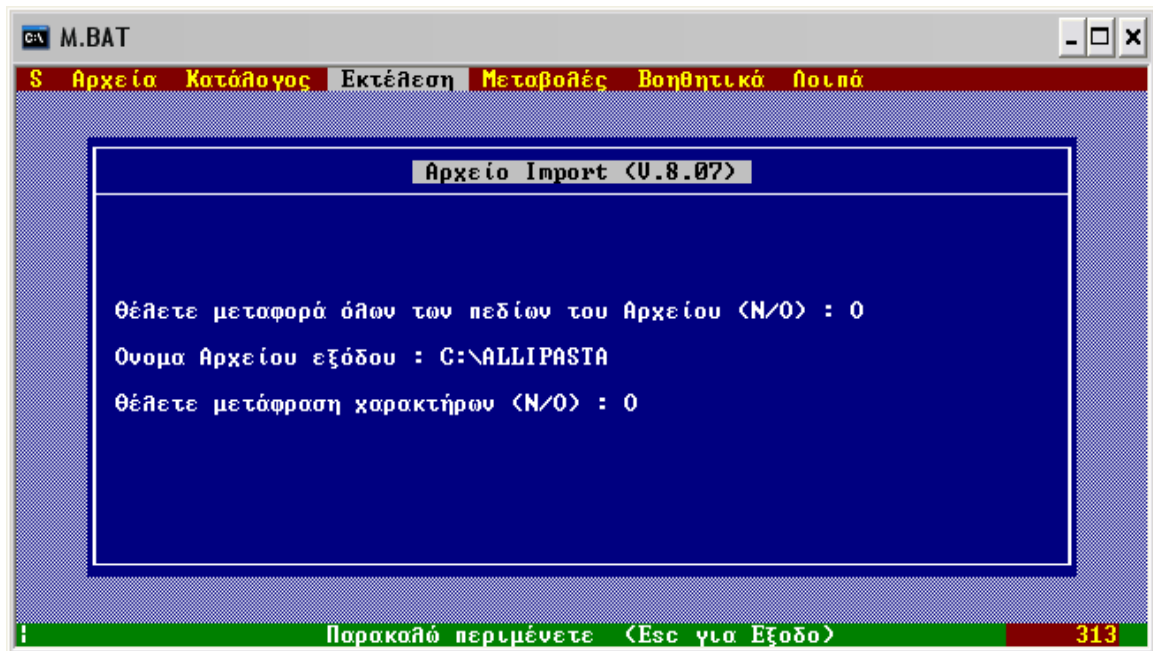 M.BAT
S Αρχεία Κατάλογος Εκτέλεση Μεταβολές Βοηθητικά Λοιπά
Αρχείο Import (V.8.07)
Θέλετε μεταφορά όλων των πεδίων του Αρχείου (Ν/Ο) : Ο
Ονομα Αρχείου εξόδου : C:\ALLIPASTA
Θέλετε μετάφραση χαρακτήρων (Ν/Ο) : Ο
Παρακαλώ περιμένετε (Esc για Εξοδο) 313